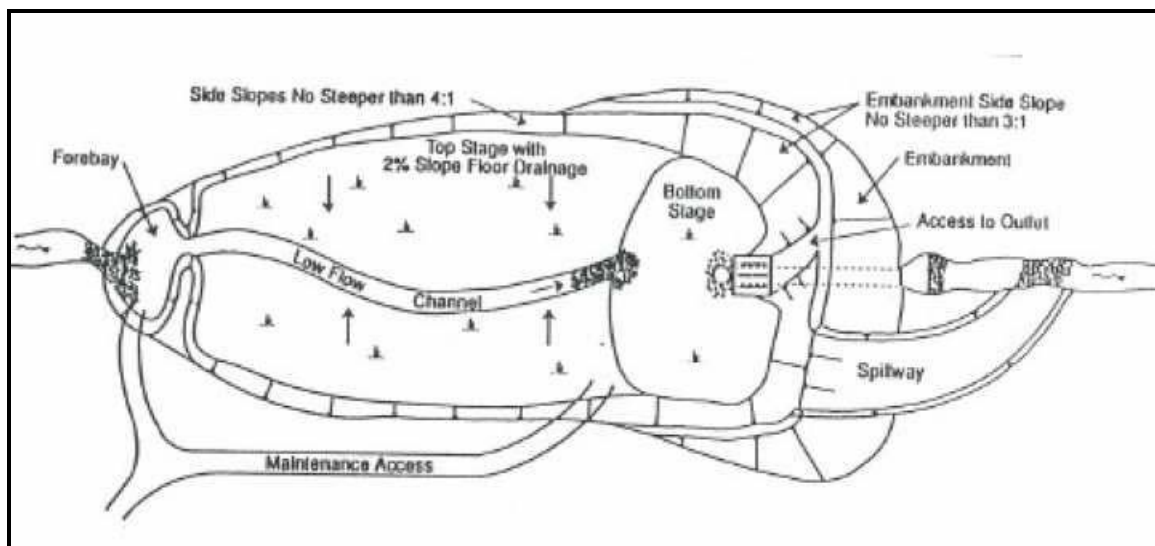 Side Slopes No Steeper than 4:1
Embankment Side Slope
No Steeper than 3:1
Forebay
Top Stage with
2% Slope Floor Drainage
Embankment
Bottom
Stage
Access to Outlet
Low Flow
Channel
Spillway
Maintenance Access